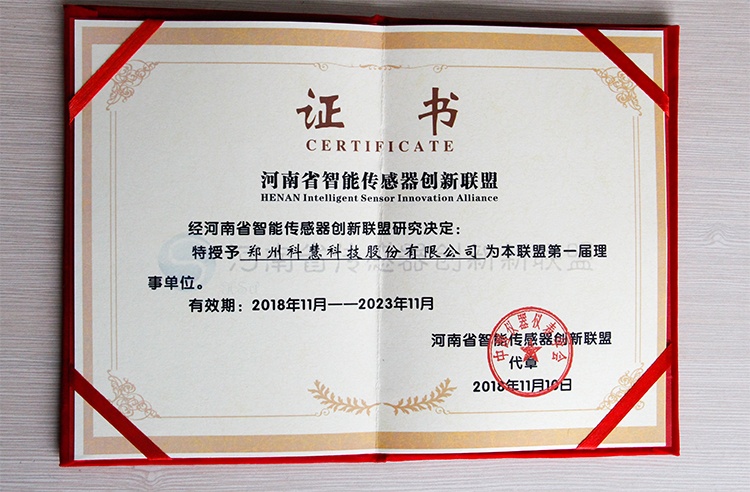 证 书
CERTIFICATE
河南省智能传感器创新联盟
HENAN Intelligent Sensor Innovation Alliance
经河南省智能传感器创新联盟研究决定：
特授予 郑州科慧科技股份有限公司 为本联盟第一届理
事单位。
有效期：2018年11月——2023年11月
河南省智能传感器创新联盟
代章
2018年11月10日